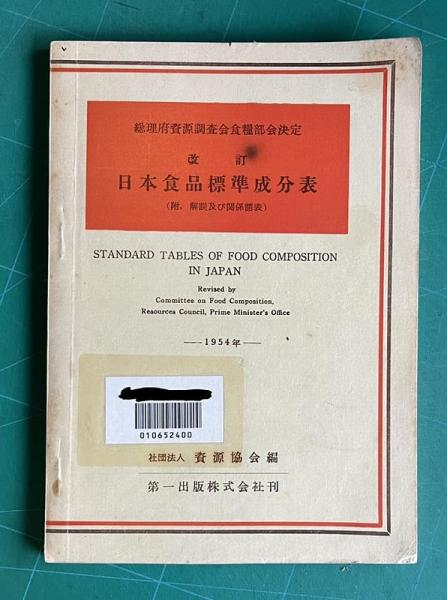 総理府資源調査会食糧部会決定
改訂
日本食品標準成分表
(附. 解説及び関係諸表)
STANDARD TABLES OF FOOD COMPOSITION
IN JAPAN
Revised by
Committee on Food Composition,
Resources Council, Prime Minister's Office
——1954年——
010652400
社団法人 資源協会編
第一出版株式会社刊